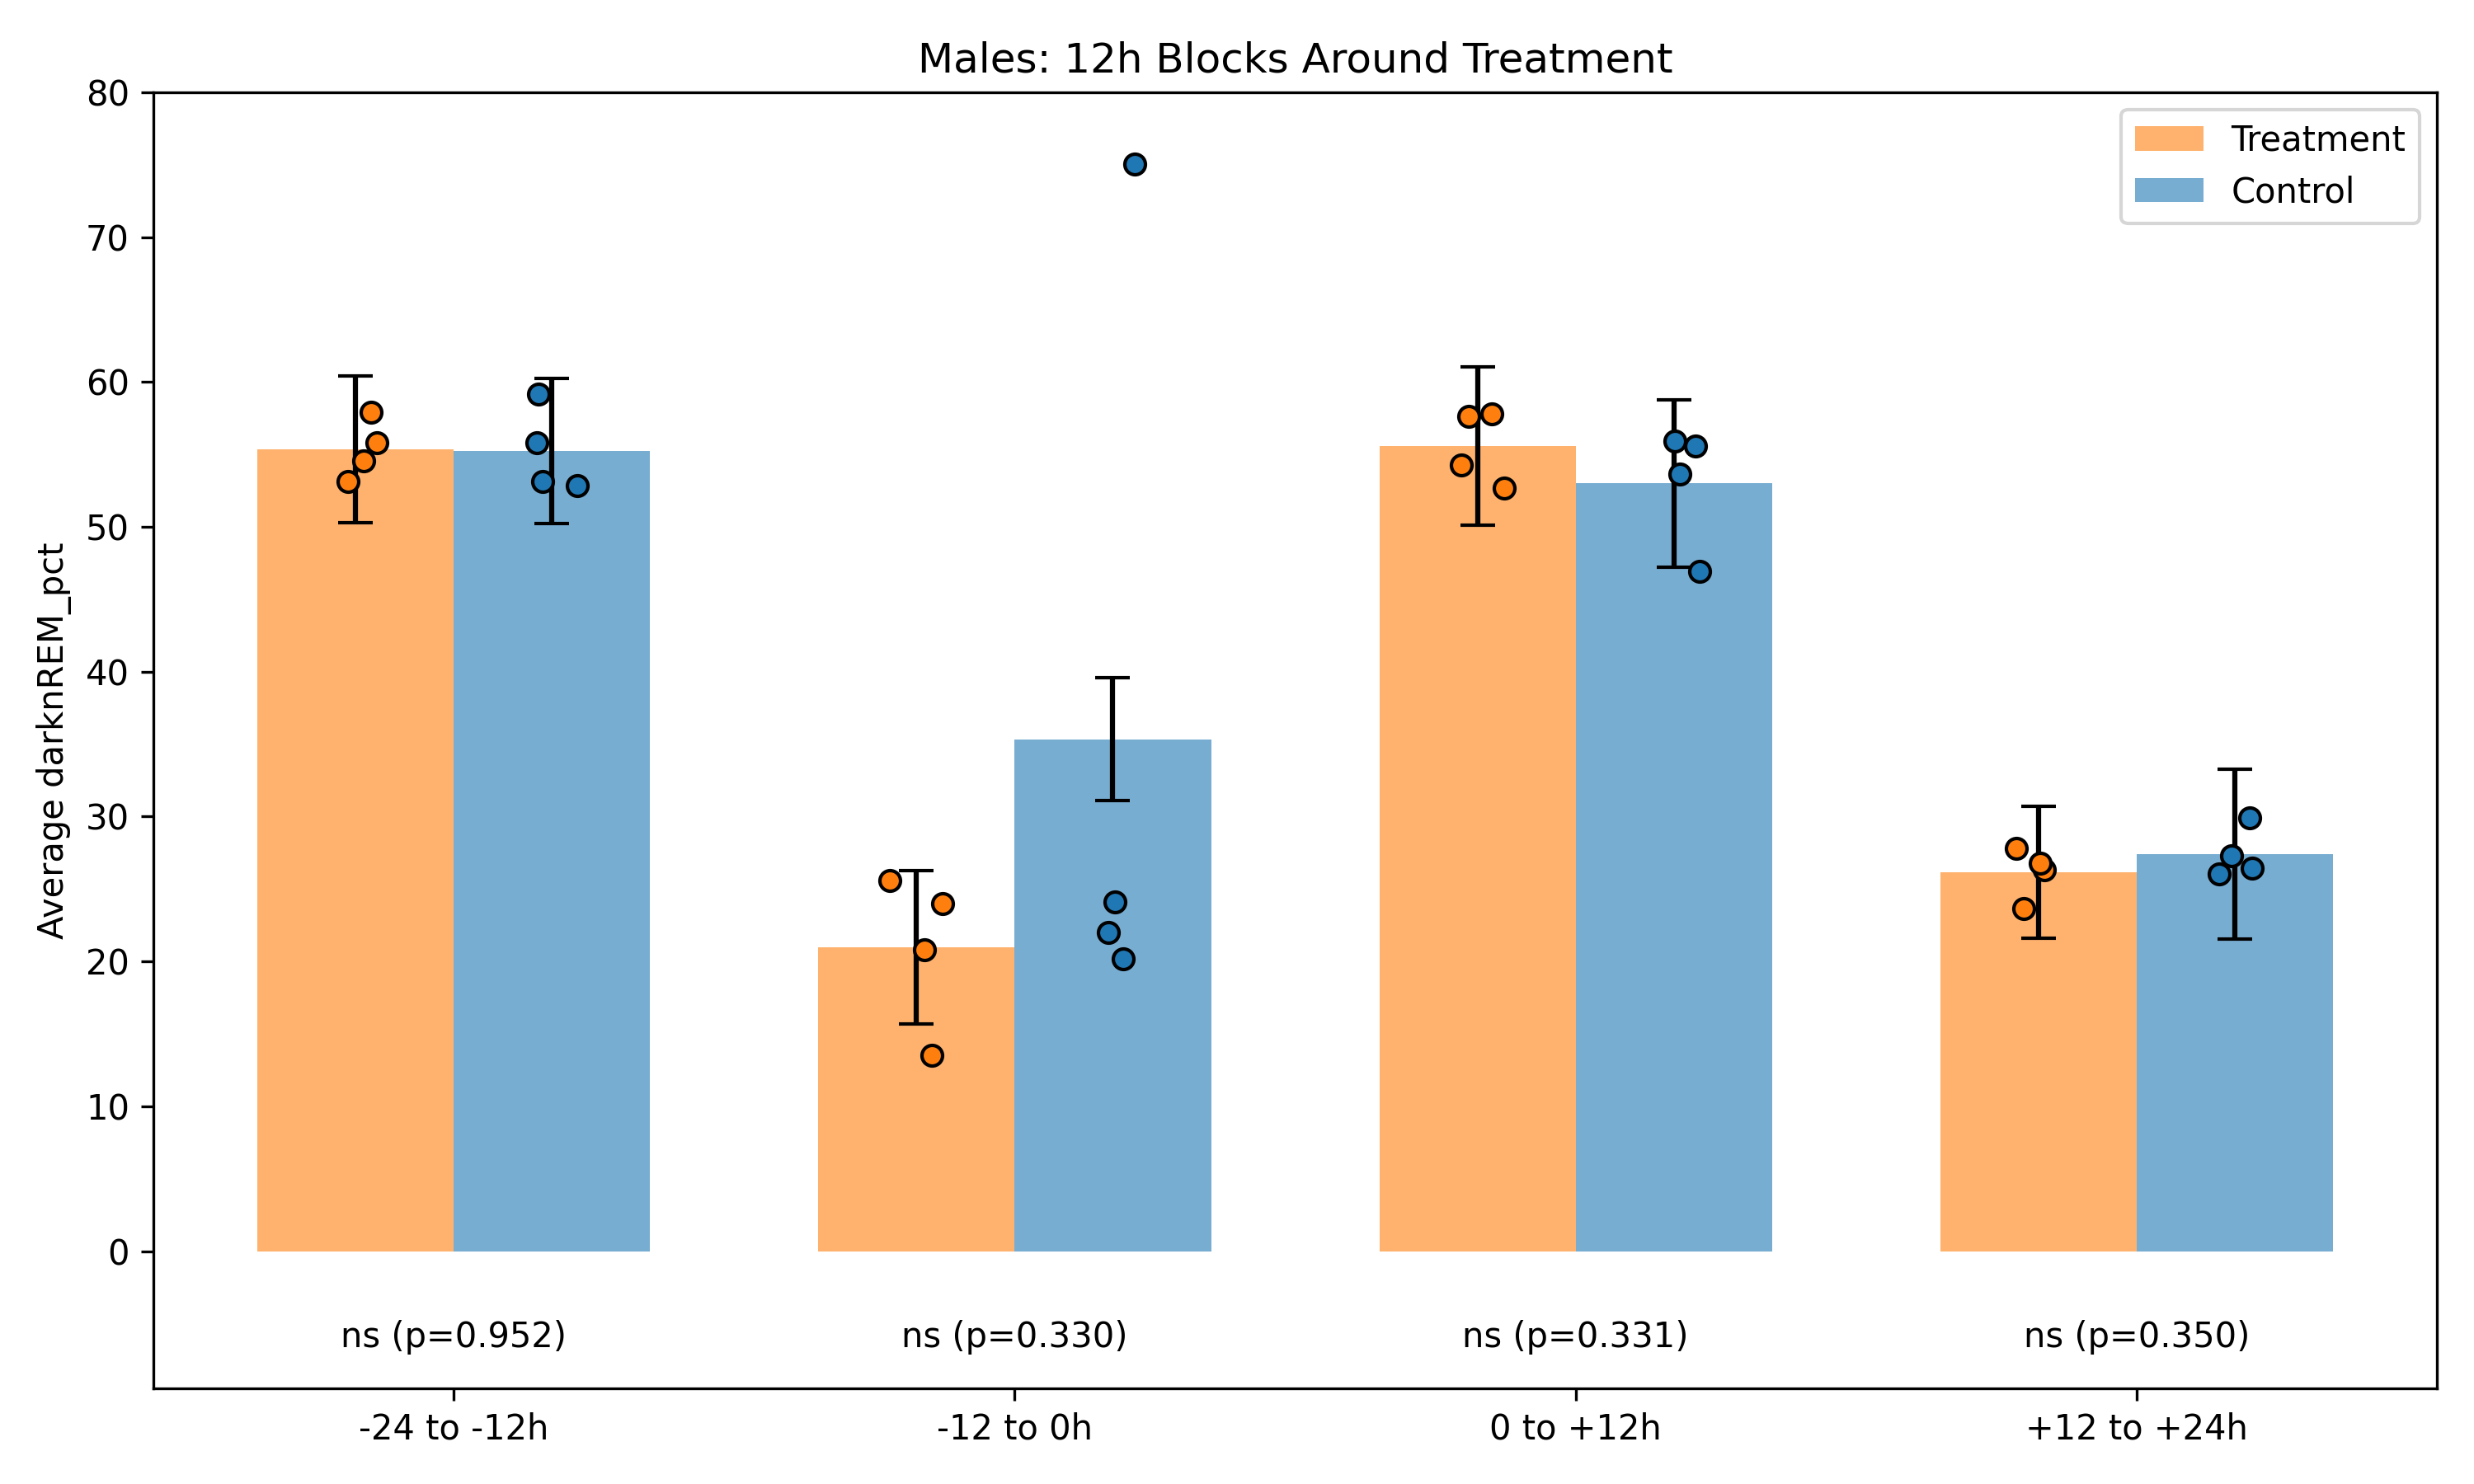 Males: 12h Blocks Around Treatment
Treatment
Control
Average darknREM_pct
80
70
60
50
40
30
20
10
0
ns (p=0.952)
ns (p=0.330)
ns (p=0.331)
ns (p=0.350)
-24 to -12h
-12 to 0h
0 to +12h
+12 to +24h